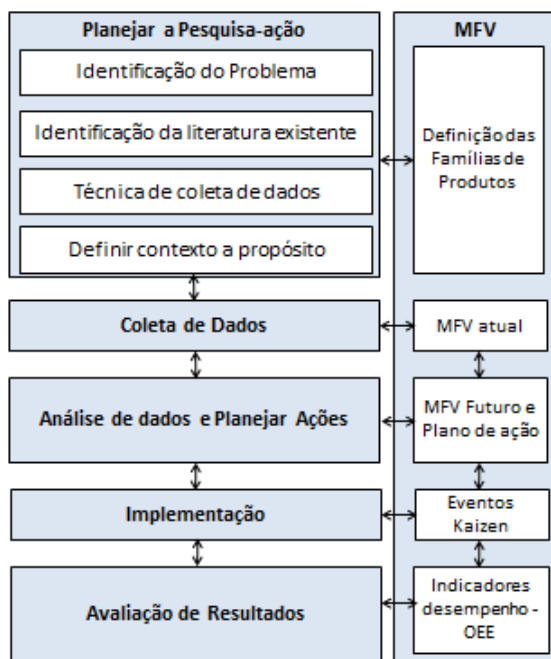 Planejar a Pesquisa-ação
Identificação do Problema
Identificação da literatura existente
Técnica de coleta de dados
Definir contexto a propósito
Coleta de Dados
Análise de dados e Planejar Ações
Implementação
Avaliação de Resultados
MFV
Definição das
Famílias de
Produtos
MFV atual
MFV Futuro e
Plano de ação
Eventos
Kaizen
Indicadores
desempenho -
OEE